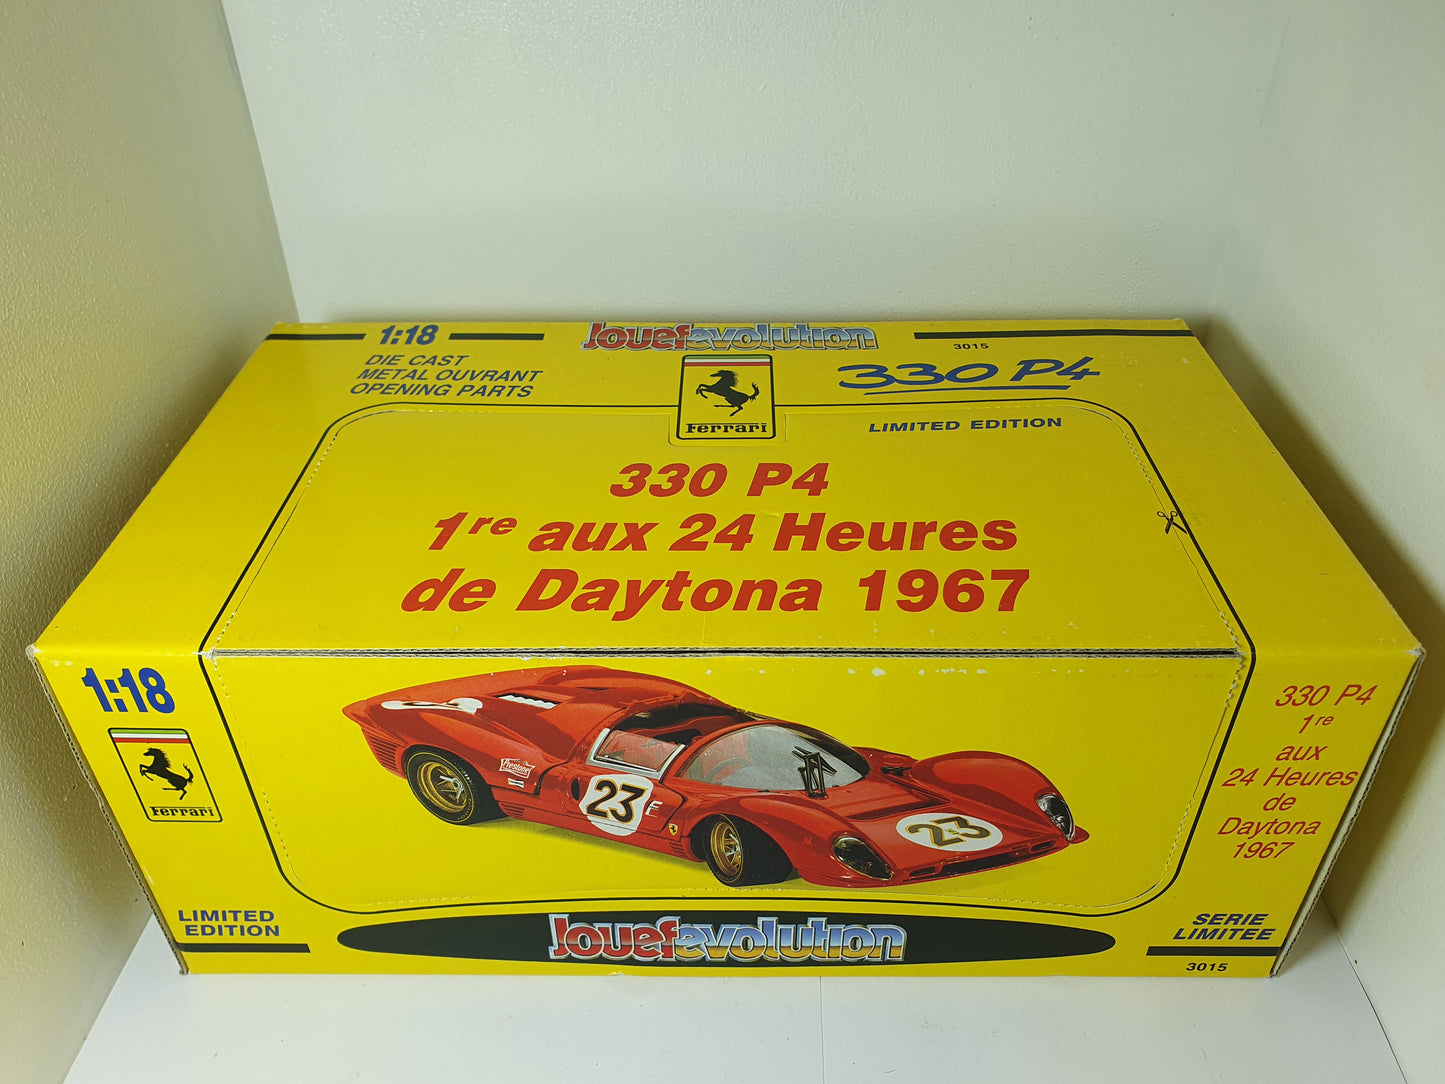 1:18
DIE CAST
METAL OUVRANT
OPENING PARTS
Jouefevolution
Ferrari
3015
330 P4
LIMITED EDITION
330 P4
1re aux 24 Heures
de Daytona 1967
1:18
Ferrari
LIMITED
EDITION
Firestone
23
E
23
Jouefevolution
330 P4
1re
aux
24 Heures
de
Daytona
1967
SERIE
LIMITEE
3015